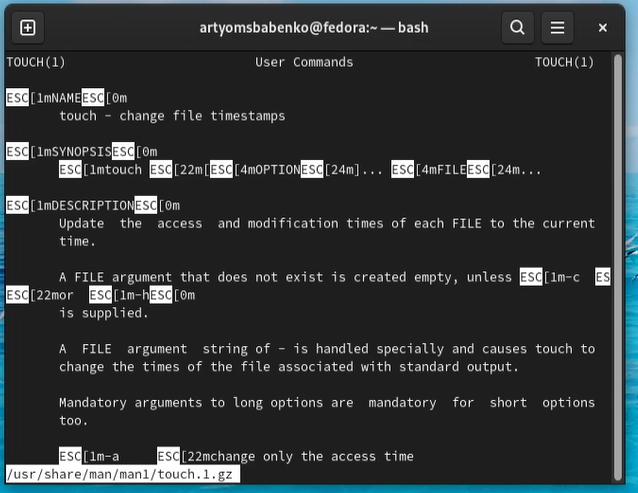 artyomsbabenko@fedora:~ — bash
TOUCH(1) User Commands TOUCH(1)
ESC[1mNAMEESC[0m
touch - change file timestamps
ESC[1mSYNOPSISESC[0m
ESC[1mtouch ESC[22m[ESC[4mOPTIONESC[24m]... ESC[4mFILEESC[24m...
ESC[1mDESCRIPTIONESC[0m
Update the access and modification times of each FILE to the current
time.
A FILE argument that does not exist is created empty, unless ESC[1m-c ES
ESC[22mor ESC[1m-hESC[0m
is supplied.
A FILE argument string of - is handled specially and causes touch to
change the times of the file associated with standard output.
Mandatory arguments to long options are mandatory for short options
too.
ESC[1m-a ESC[22mchange only the access time
/usr/share/man/man1/touch.1.gz